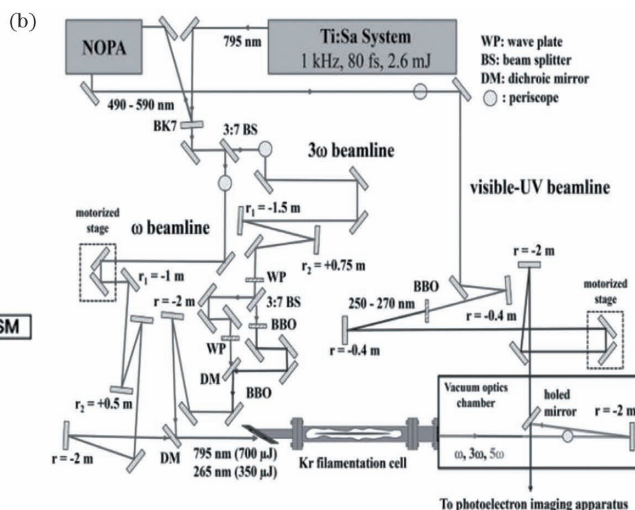 (b)
NOPA
795 nm
Ti:Sa System
1 kHz, 80 fs, 2.6 mJ
WP: wave plate
BS: beam splitter
DM: dichroic mirror
: periscope
490 - 590 nm
BK7
3:7 BS
3ω beamline
visible-UV beamline
motorized
stage
ω beamline
r₁ = -1.5 m
r₁ = -1 m
r₂ = +0.75 m
r = -2 m
WP
3:7 BS
BBO
WP
DM
BBO
r₂ = +0.5 m
r = -2 m
DM
795 nm (700 μJ)
265 nm (350 μJ)
Kr filamentation cell
r = -2 m
motorized
stage
BBO
250 - 270 nm
r = -0.4 m
r = -0.4 m
Vacuum optics
chamber
holed
mirror
r = -2 m
ω, 3ω, 5ω
To photoelectron imaging apparatus
SM